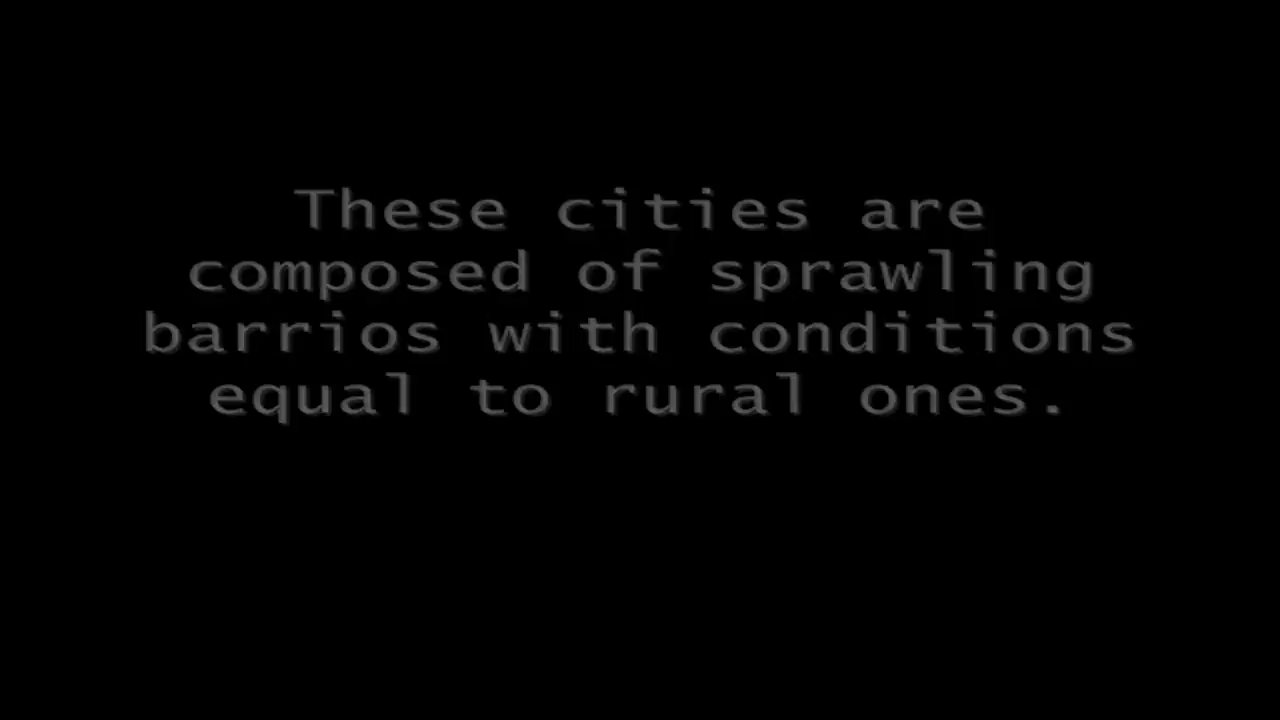 These cities are
composed of sprawling
barrios with conditions
equal to rural ones.